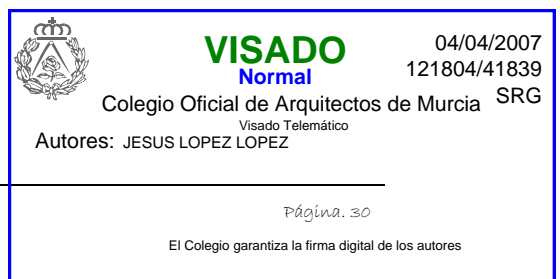 VISADO
04/04/2007
Normal
121804/41839
Colegio Oficial de Arquitectos de Murcia
SRG
Visado Telemático
Autores: JESUS LOPEZ LOPEZ
Página. 30
El Colegio garantiza la firma digital de los autores